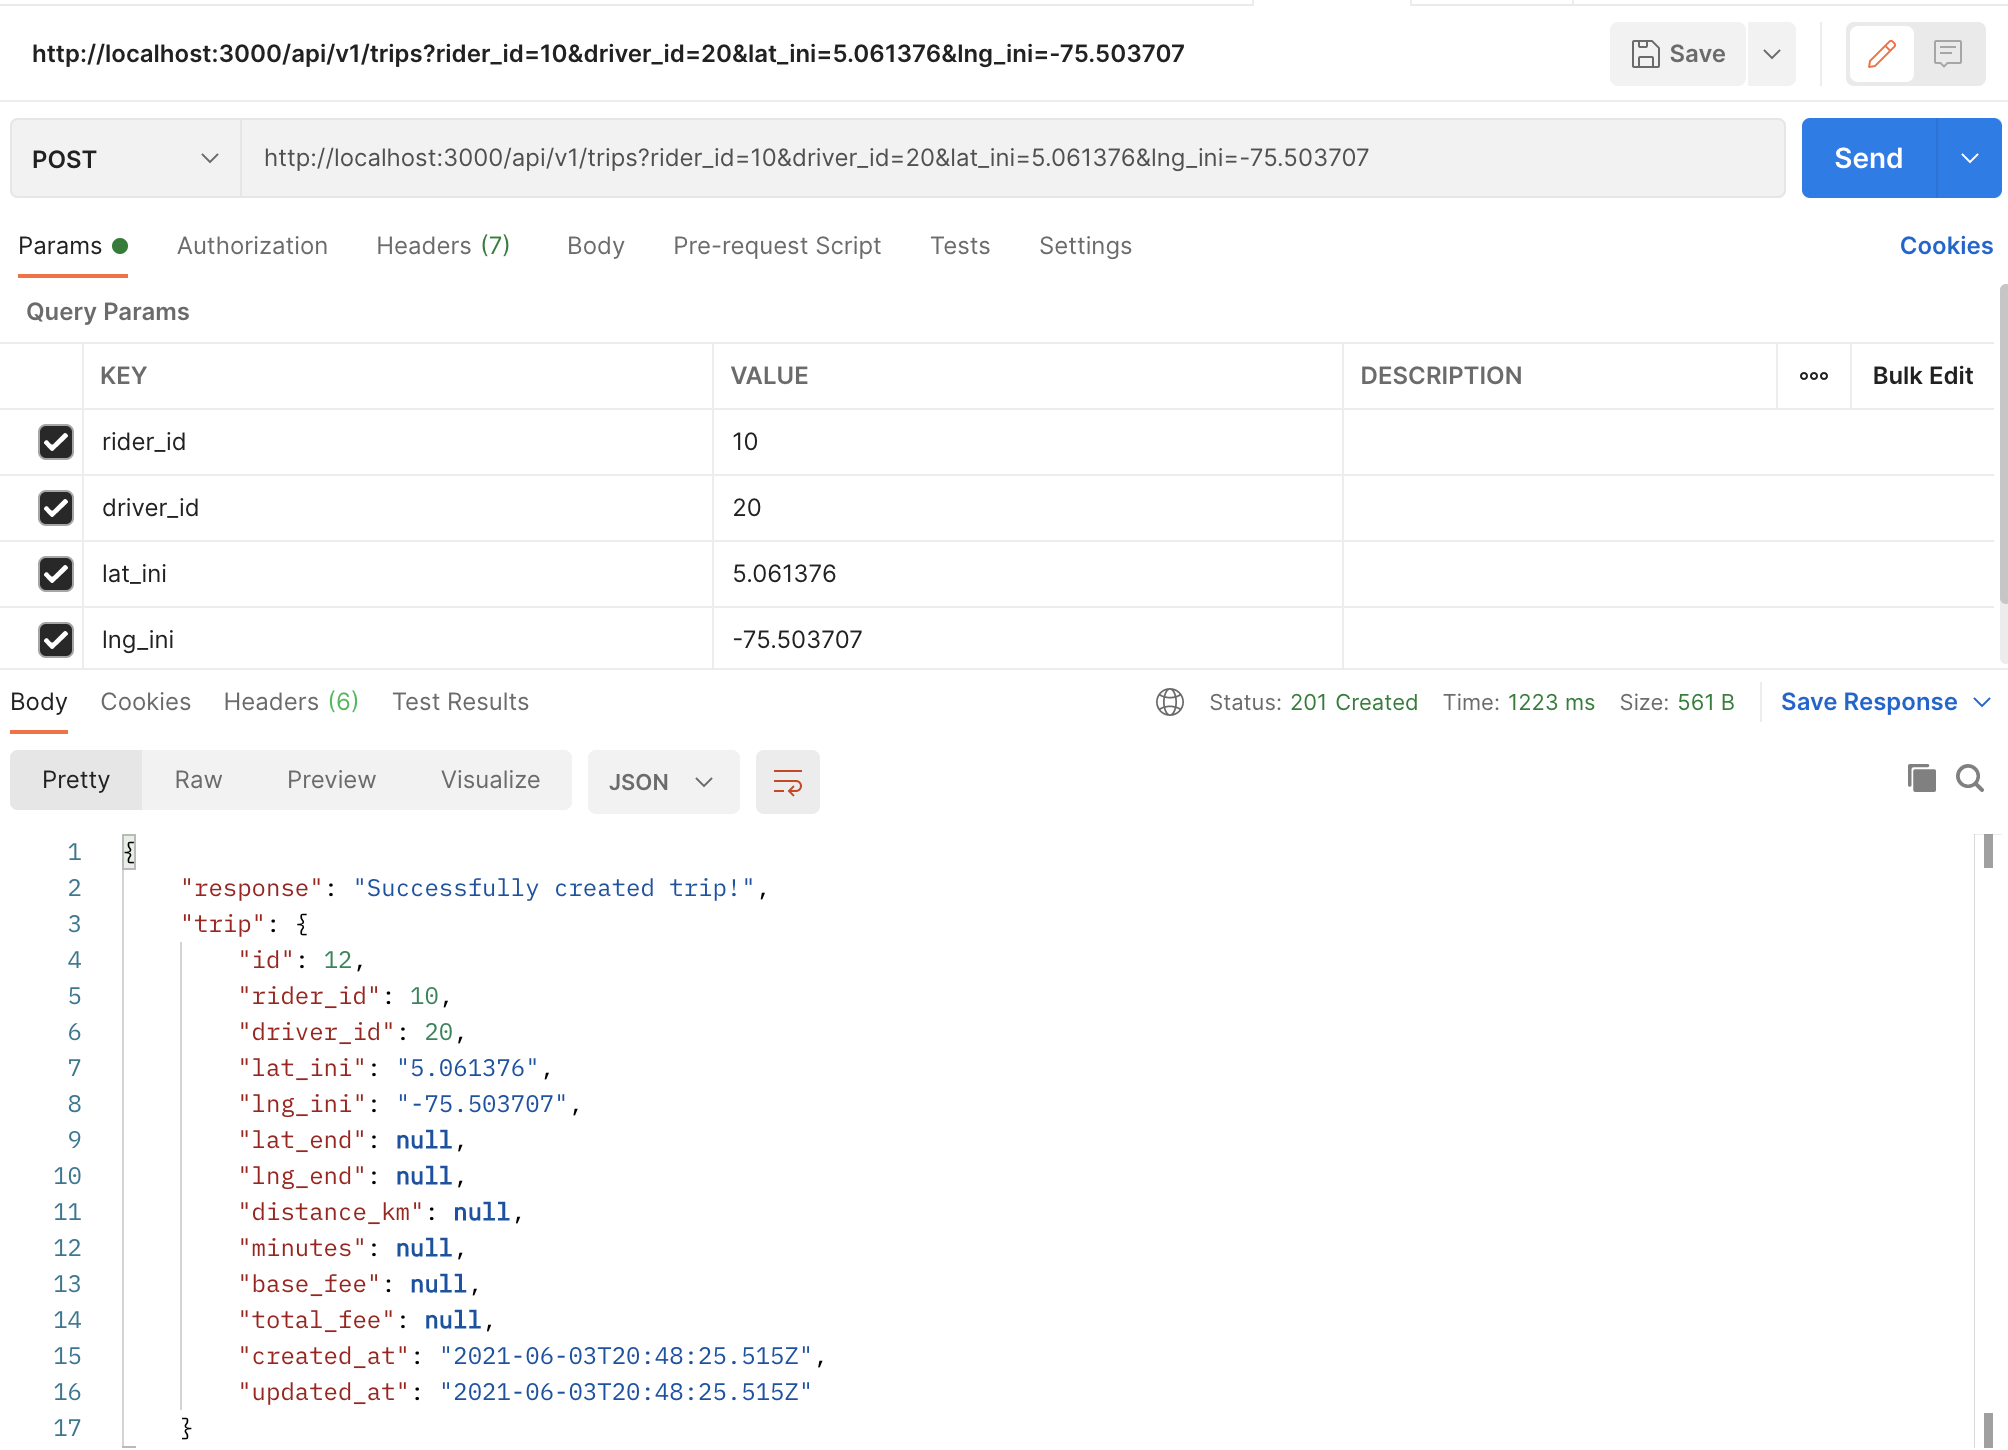 http://localhost:3000/api/v1/trips?rider_id=10&driver_id=20&lat_ini=5.061376&lng_ini=-75.503707 Save
POST http://localhost:3000/api/v1/trips?rider_id=10&driver_id=20&lat_ini=5.061376&lng_ini=-75.503707 Send
Params Authorization Headers (7) Body Pre-request Script Tests Settings Cookies
Query Params
KEY VALUE DESCRIPTION Bulk Edit
rider_id 10
driver_id 20
lat_ini 5.061376
lng_ini -75.503707
Body Cookies Headers (6) Test Results Status: 201 Created Time: 1223 ms Size: 561 B Save Response
Pretty Raw Preview Visualize JSON
1 {
2 "response": "Successfully created trip!",
3 "trip": {
4 "id": 12,
5 "rider_id": 10,
6 "driver_id": 20,
7 "lat_ini": "5.061376",
8 "lng_ini": "-75.503707",
9 "lat_end": null,
10 "lng_end": null,
11 "distance_km": null,
12 "minutes": null,
13 "base_fee": null,
14 "total_fee": null,
15 "created_at": "2021-06-03T20:48:25.515Z",
16 "updated_at": "2021-06-03T20:48:25.515Z"
17 }